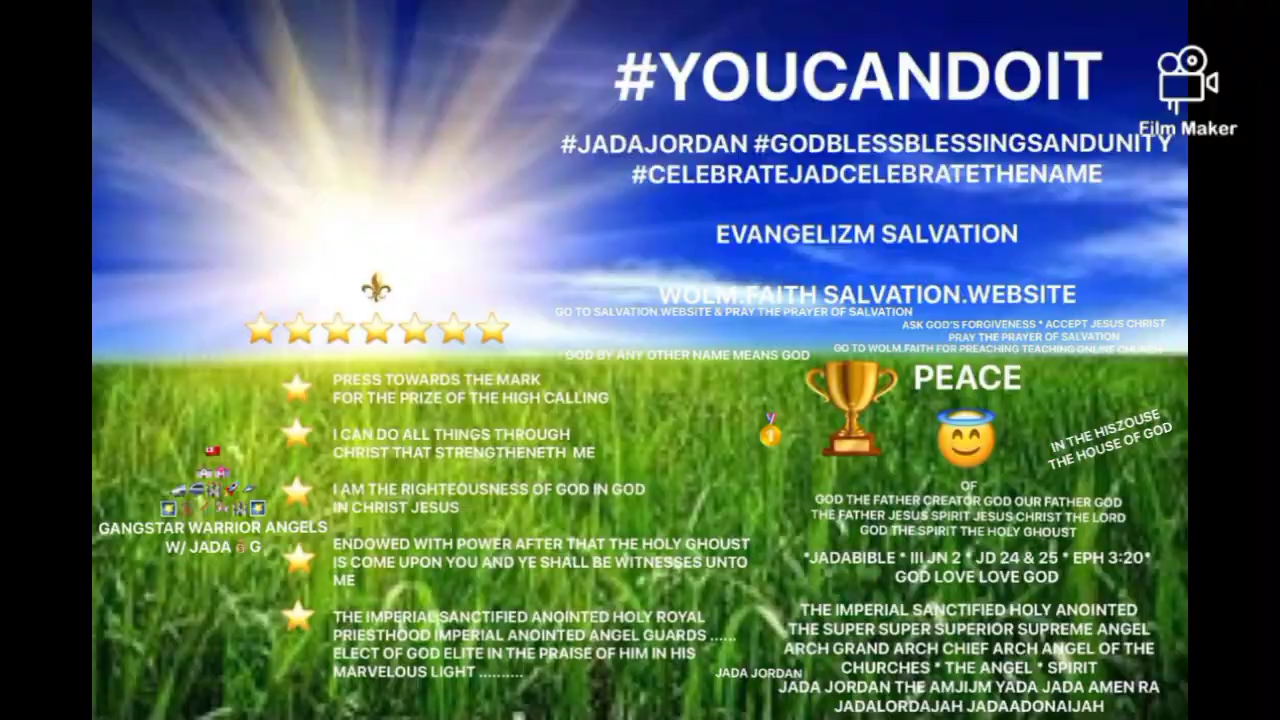 #YOUCANDOIT
Film Maker
#JADAJORDAN #GODBLESSBLESSINGSANDUNITY
#CELEBRATEJADCELEBRATETHENAME
EVANGELIZM SALVATION
WOLM.FAITH SALVATION.WEBSITE
GO TO SALVATION.WEBSITE & PRAY THE PRAYER OF SALVATION
ASK GOD'S FORGIVENESS * ACCEPT JESUS CHRIST
PRAY THE PRAYER OF SALVATION
GO TO WOLM.FAITH FOR PREACHING TEACHING ONLINE CHURCH
GOD BY ANY OTHER NAME MEANS GOD
PEACE
IN THE HISZOUSE
THE HOUSE OF GOD
PRESS TOWARDS THE MARK
FOR THE PRIZE OF THE HIGH CALLING
I CAN DO ALL THINGS THROUGH
CHRIST THAT STRENGTHENETH ME
I AM THE RIGHTEOUSNESS OF GOD IN GOD
IN CHRIST JESUS
GANGSTAR WARRIOR ANGELS
W/ JADA G
ENDOWED WITH POWER AFTER THAT THE HOLY GHOUST
IS COME UPON YOU AND YE SHALL BE WITNESSES UNTO
ME
THE IMPERIAL SANCTIFIED ANOINTED HOLY ROYAL
PRIESTHOOD IMPERIAL ANOINTED ANGEL GUARDS ......
ELECT OF GOD ELITE IN THE PRAISE OF HIM IN HIS
MARVELOUS LIGHT ..........
OF
GOD THE FATHER CREATOR GOD OUR FATHER GOD
THE FATHER JESUS SPIRIT JESUS CHRIST THE LORD
GOD THE SPIRIT THE HOLY GHOUST
*JADABIBLE * III JN 2 * JD 24 & 25 * EPH 3:20*
GOD LOVE LOVE GOD
THE IMPERIAL SANCTIFIED HOLY ANOINTED
THE SUPER SUPER SUPERIOR SUPREME ANGEL
ARCH GRAND ARCH CHIEF ARCH ANGEL OF THE
CHURCHES * THE ANGEL * SPIRIT
JADA JORDAN
JADA JORDAN THE AMJIJM YADA JADA AMEN RA
JADALORDAJAH JADAADONAIJAH